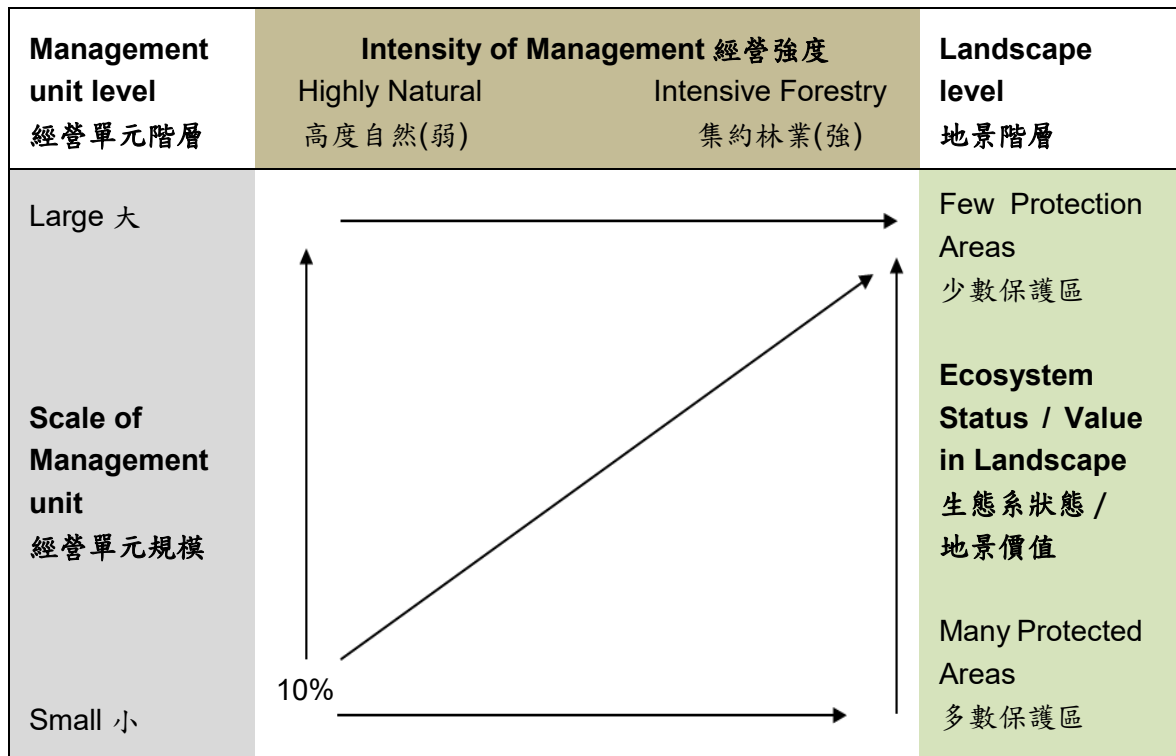 Management
unit level
經營單元階層
Intensity of Management 經營強度
Highly Natural Intensive Forestry
高度自然(弱) 集約林業(強)
Landscape
level
地景階層
Large 大
Scale of
Management
unit
經營單元規模
Small 小
10%
Few Protection
Areas
少數保護區
Ecosystem
Status / Value
in Landscape
生態系狀態 /
地景價值
Many Protected
Areas
多數保護區